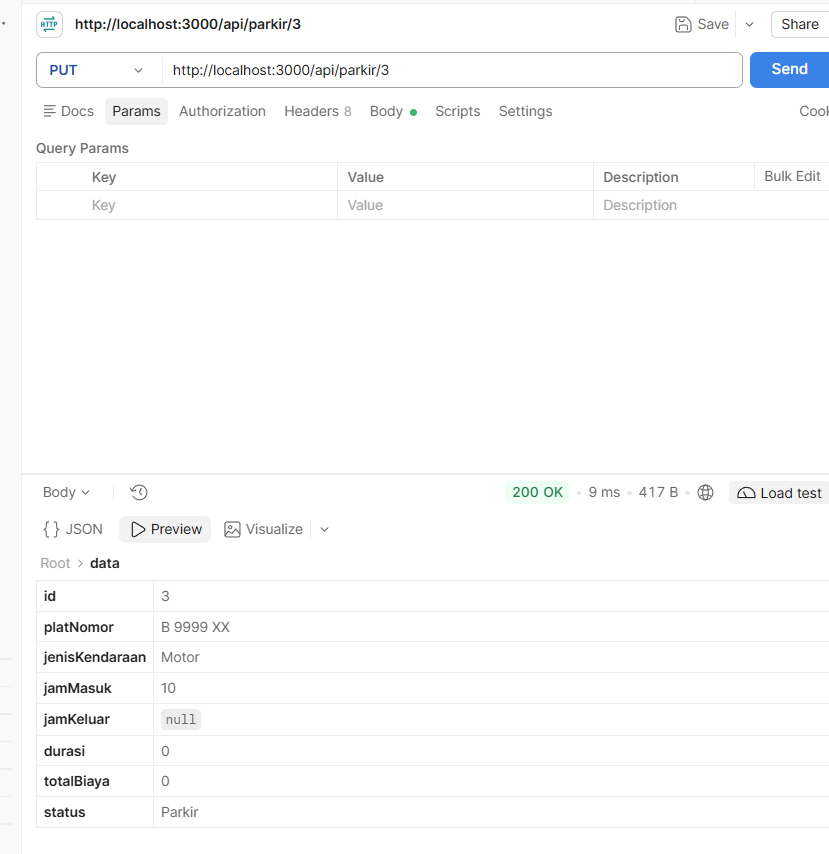 HTTP http://localhost:3000/api/parkir/3 Save Share
PUT http://localhost:3000/api/parkir/3 Send
Docs Params Authorization Headers 8 Body Scripts Settings Cook
Query Params
Key Value Description Bulk Edit
Key Value Description
Body 200 OK 9 ms 417 B Load test
{ } JSON Preview Visualize
Root > data
id 3
platNomor B 9999 XX
jenisKendaraan Motor
jamMasuk 10
jamKeluar null
durasi 0
totalBiaya 0
status Parkir